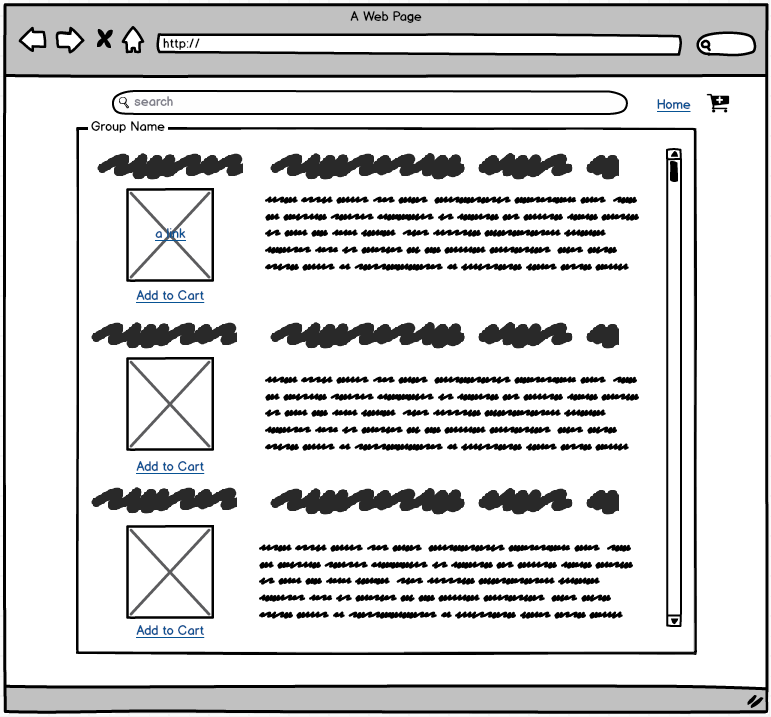 A Web Page
http://
search
Home
Group Name
a link
Add to Cart
Add to Cart
Add to Cart